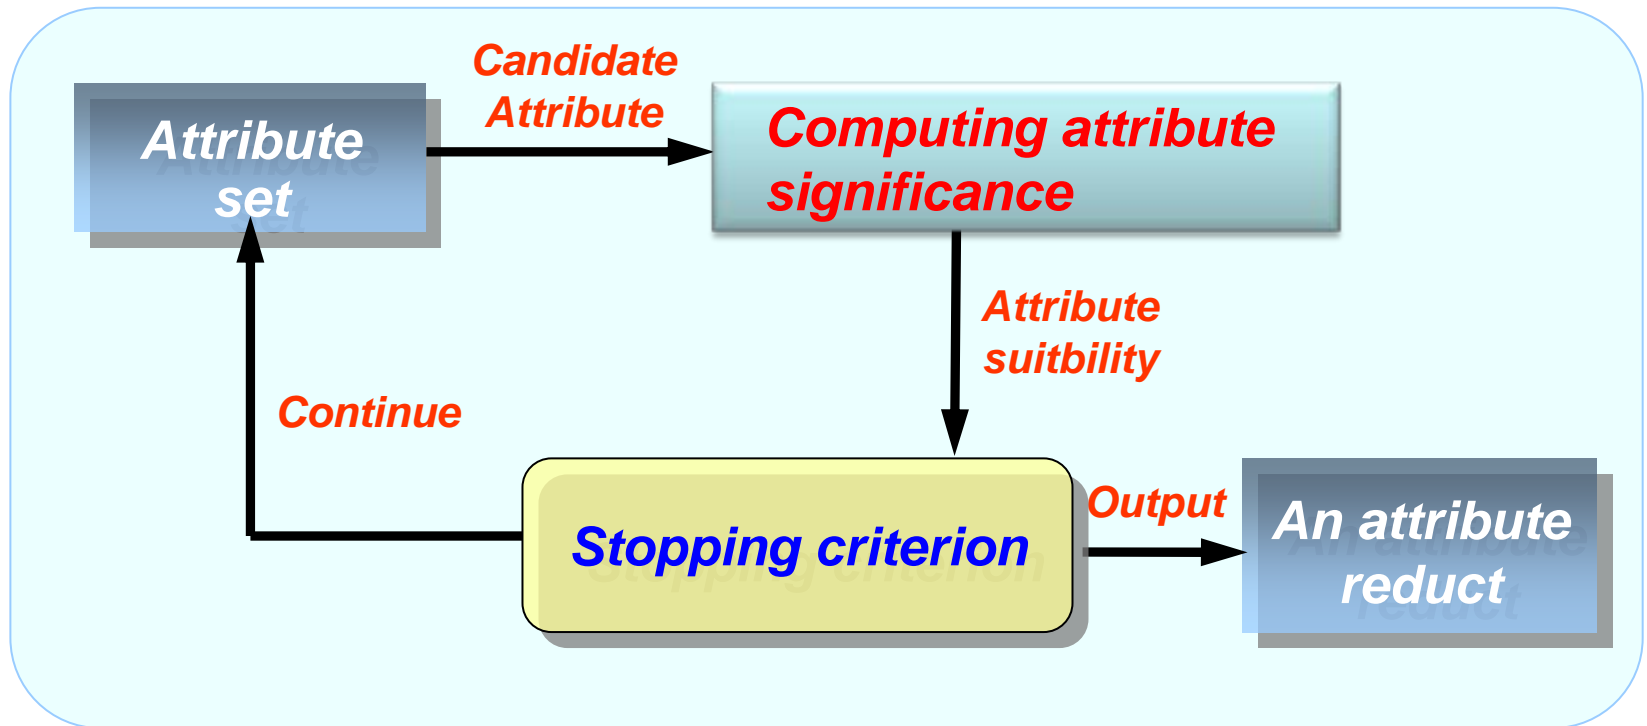 Candidate
Attribute
Attribute
set
Computing attribute
significance
Attribute
suitbility
Continue
Stopping criterion
Output
An attribute
reduct